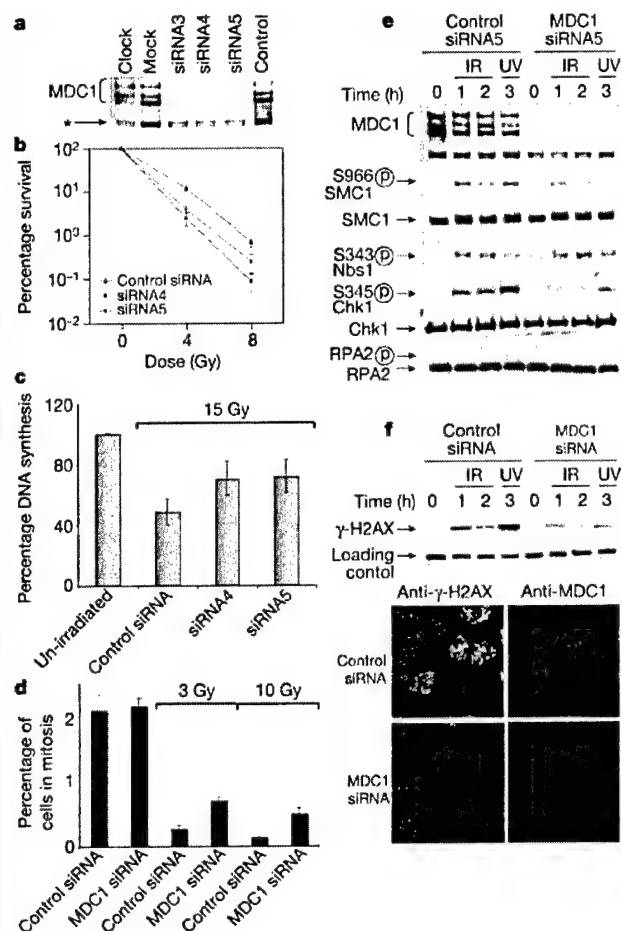 a
Clock
Mock
siRNA3
siRNA4
siRNA5
Control
MDC1
*
b
Percentage survival
10²
10¹
10⁰
10⁻¹
10⁻²
Control siRNA
siRNA4
siRNA5
0
4
8
Dose (Gy)
c
Percentage DNA synthesis
120
80
40
0
15 Gy
Un-irradiated
Control siRNA
siRNA4
siRNA5
d
Percentage of
cells in mitosis
2
1
0
3 Gy
10 Gy
Control siRNA
MDC1 siRNA
Control siRNA
MDC1 siRNA
Control siRNA
MDC1 siRNA
e
Control
siRNA5
MDC1
siRNA5
IR
UV
IR
UV
Time (h)
0
1
2
3
0
1
2
3
MDC1
S966 p
SMC1
SMC1
S343 p
Nbs1
S345 p
Chk1
Chk1
RPA2 p
RPA2
f
Control
siRNA
MDC1
siRNA
IR
UV
IR
UV
Time (h)
0
1
2
3
0
1
2
3
γ-H2AX
Loading
contol
Anti-γ-H2AX
Anti-MDC1
Control
siRNA
MDC1
siRNA